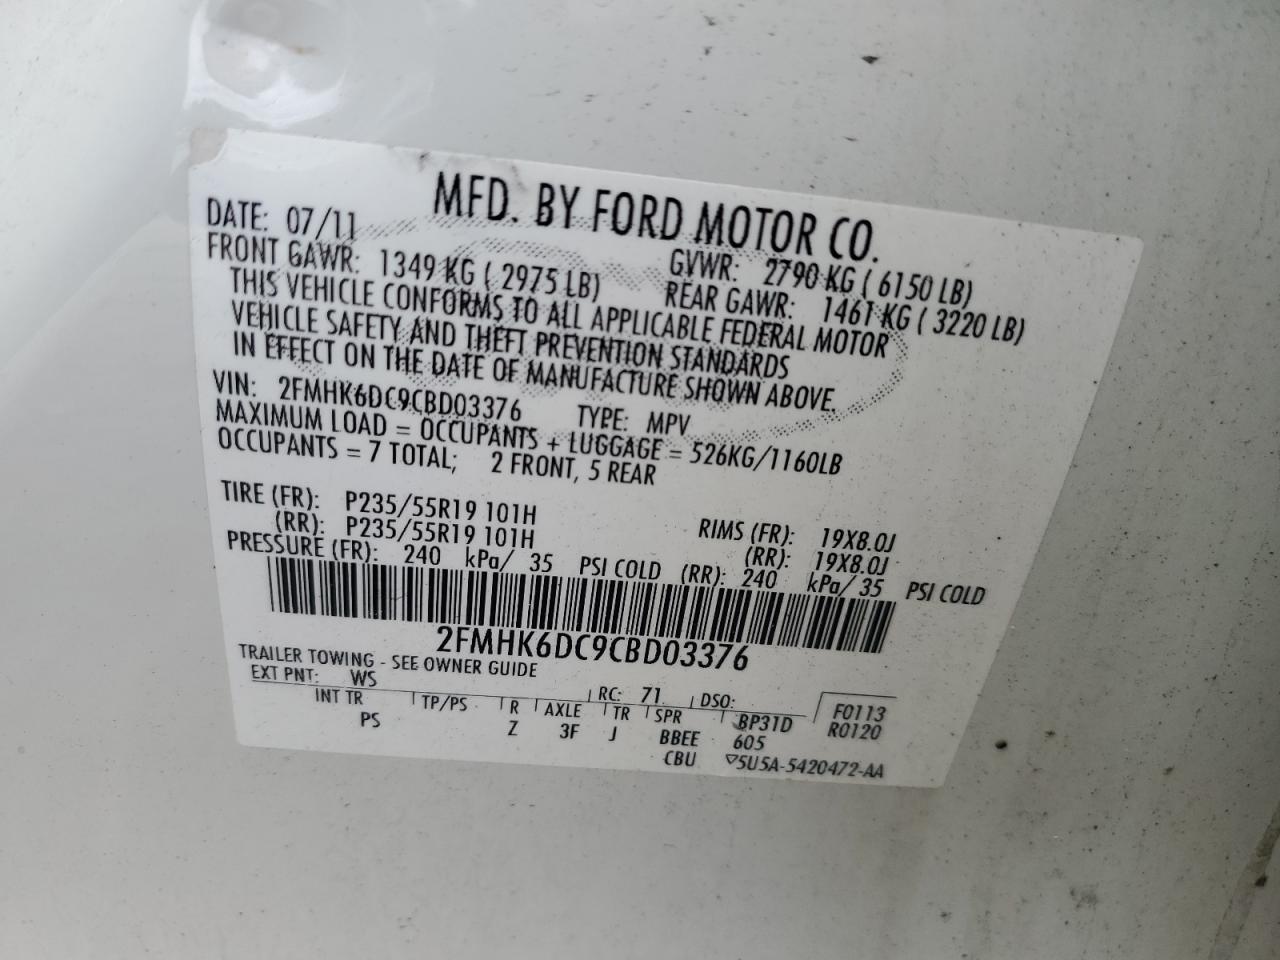 MFD. BY FORD MOTOR CO.
DATE: 07/11 GVWR: 2790 KG ( 6150 LB)
FRONT GAWR: 1349 KG ( 2975 LB) REAR GAWR: 1461 KG ( 3220 LB)
THIS VEHICLE CONFORMS TO ALL APPLICABLE FEDERAL MOTOR
VEHICLE SAFETY AND THEFT PREVENTION STANDARDS
IN EFFECT ON THE DATE OF MANUFACTURE SHOWN ABOVE.
VIN: 2FMHK6DC9CBD03376 TYPE: MPV
MAXIMUM LOAD = OCCUPANTS + LUGGAGE = 526KG/1160LB
OCCUPANTS = 7 TOTAL; 2 FRONT, 5 REAR
TIRE (FR): P235/55R19 101H RIMS (FR): 19X8.0J
(RR): P235/55R19 101H (RR): 19X8.0J
PRESSURE (FR): 240 kPa/ 35 PSI COLD (RR): 240 kPa/ 35 PSI COLD
2FMHK6DC9CBD03376
TRAILER TOWING - SEE OWNER GUIDE
EXT PNT: WS RC: 71 DSO:
INT TR TP/PS R AXLE TR SPR BP31D F0113
PS Z 3F J BBEE 605 R0120
CBU ▽5U5A-5420472-AA